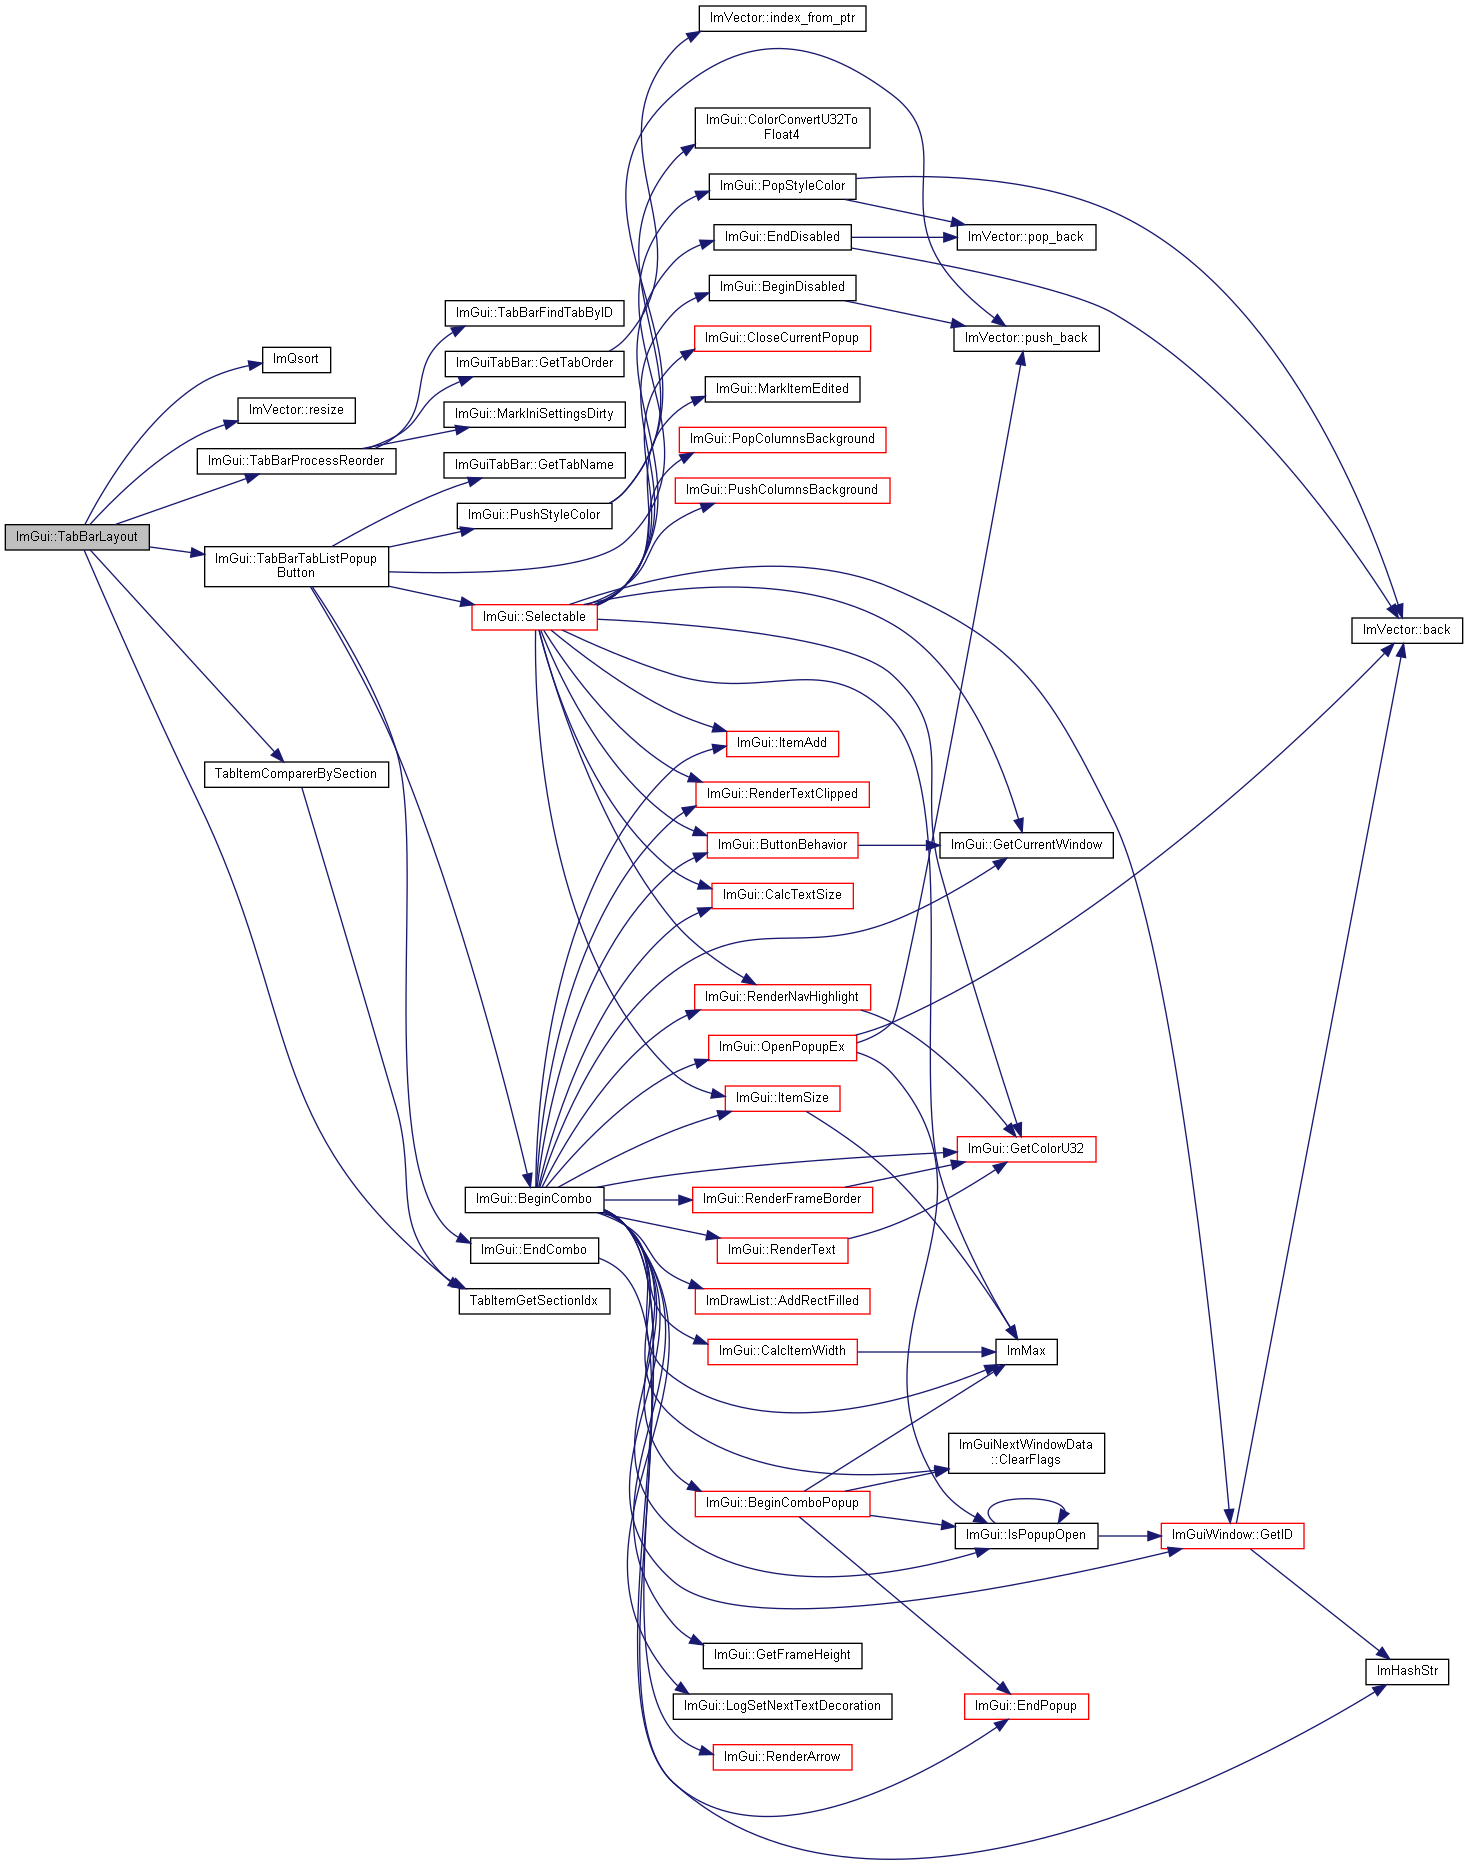 ImVector::index_from_ptr
ImGui::ColorConvertU32To
Float4
ImGui::PopStyleColor
ImGui::EndDisabled
ImVector::pop_back
ImGui::BeginDisabled
ImGui::TabBarFindTabByID
ImGui::CloseCurrentPopup
ImVector::push_back
ImQsort
ImGuiTabBar::GetTabOrder
ImGui::MarkItemEdited
ImVector::resize
ImGui::MarkIniSettingsDirty
ImGui::PopColumnsBackground
ImGui::TabBarProcessReorder
ImGuiTabBar::GetTabName
ImGui::PushColumnsBackground
ImGui::PushStyleColor
ImGui::TabBarLayout
ImGui::TabBarTabListPopup
Button
ImGui::Selectable
ImVector::back
ImGui::ItemAdd
TabItemComparerBySection
ImGui::RenderTextClipped
ImGui::ButtonBehavior
ImGui::GetCurrentWindow
ImGui::CalcTextSize
ImGui::RenderNavHighlight
ImGui::OpenPopupEx
ImGui::ItemSize
ImGui::GetColorU32
ImGui::BeginCombo
ImGui::RenderFrameBorder
ImGui::EndCombo
ImGui::RenderText
TabItemGetSectionIdx
ImDrawList::AddRectFilled
ImGui::CalcItemWidth
ImMax
ImGuiNextWindowData
::ClearFlags
ImGui::BeginComboPopup
ImGui::IsPopupOpen
ImGuiWindow::GetID
ImGui::GetFrameHeight
ImHashStr
ImGui::LogSetNextTextDecoration
ImGui::EndPopup
ImGui::RenderArrow